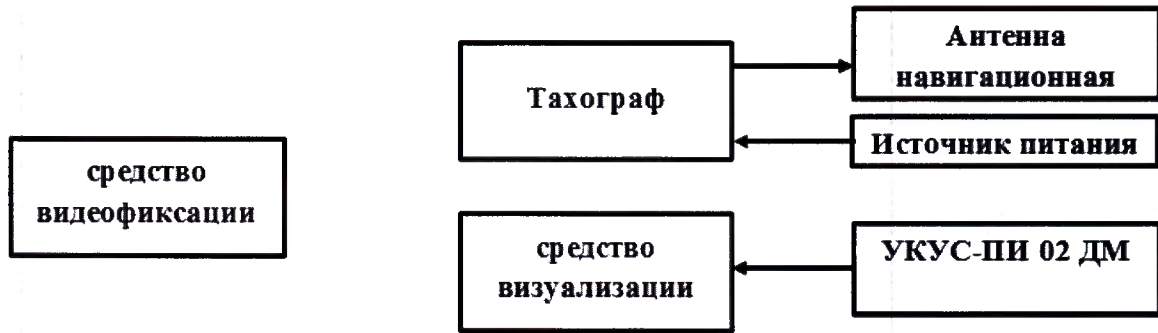 средство
видеофиксации
Тахограф
Антенна
навигационная
Источник питания
средство
визуализации
УКУС-ПИ 02 ДМ